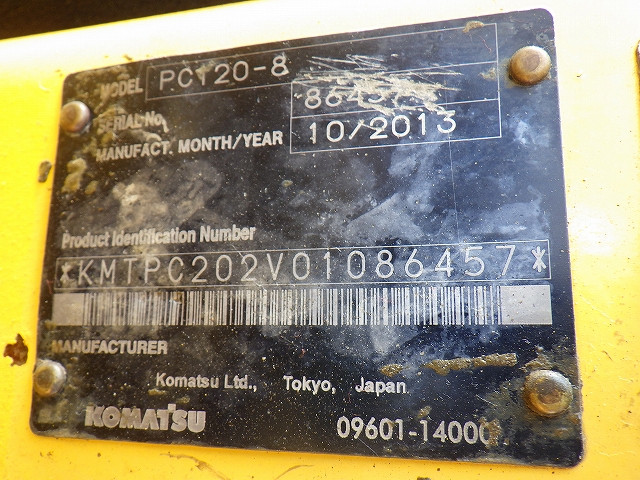 MODEL PC120-8
SERIAL No.
MANUFACT. MONTH/YEAR 10/2013
Product Identification Number
*KMTPC202V01086457*
MANUFACTURER
Komatsu Ltd., Tokyo, Japan
KOMATSU 09601-14000